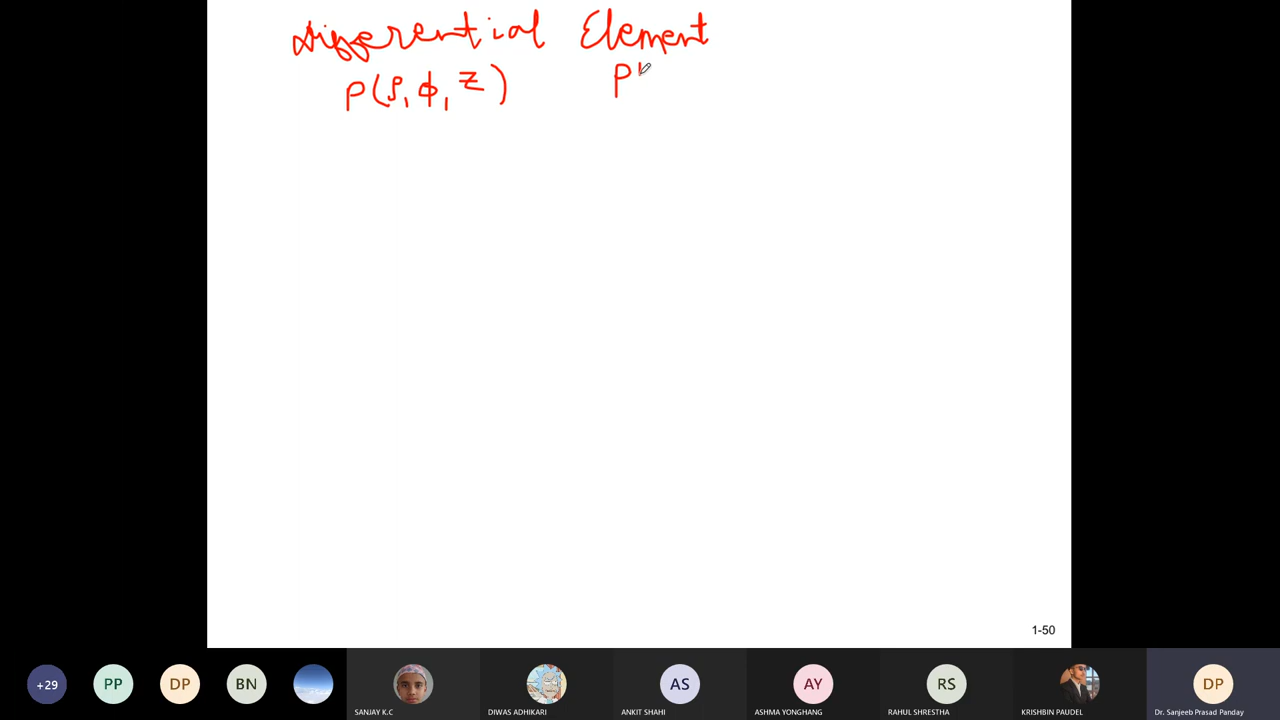 Differential Element
P(ρ, φ, z) P'
1-50
+29 PP DP BN AS AY RS DP
SANJAY K.C DIWAS ADHIKARI ANKIT SHAHI ASHMA YONGHANG RAHUL SHRESTHA KRISHBIN PAUDEL Dr. Sanjeeb Prasad Panday